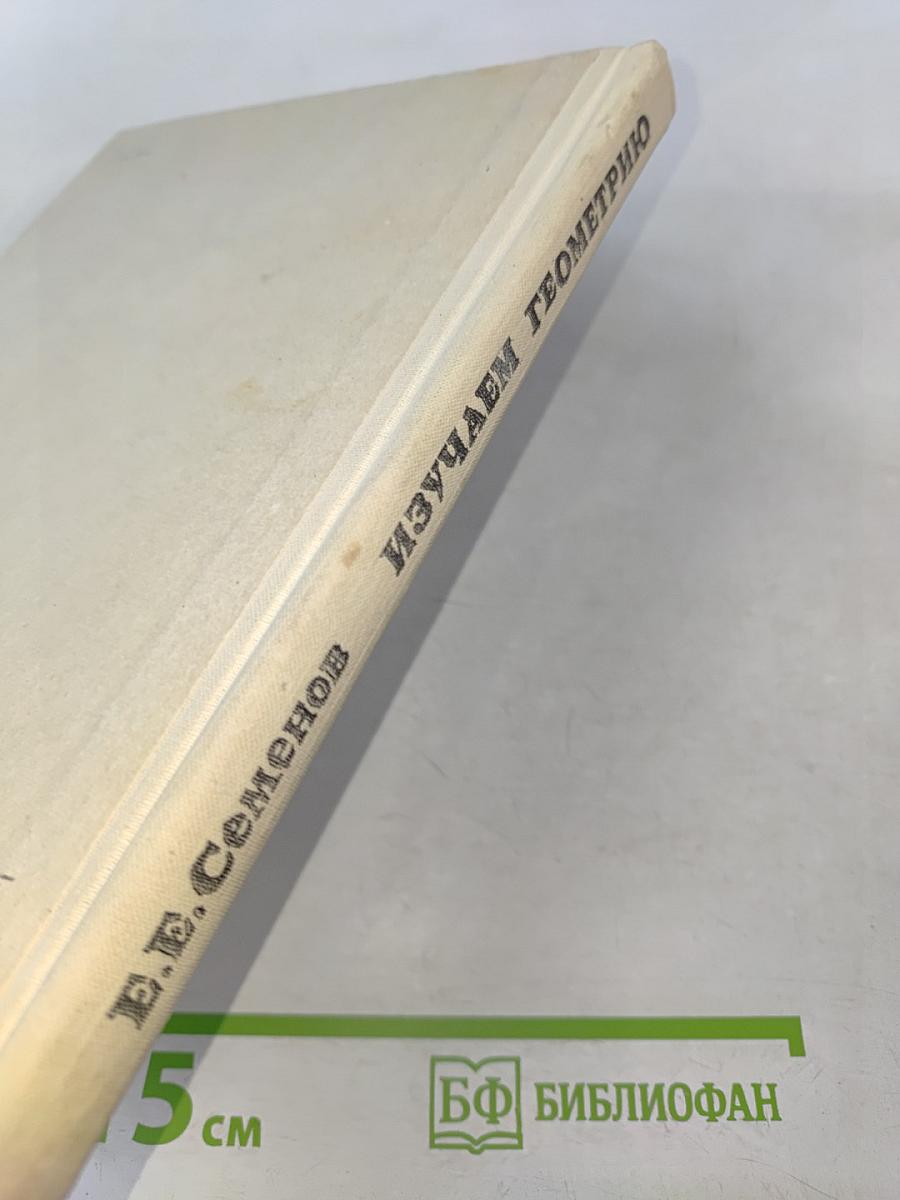 Е.Е.Семенов ИЗУЧАЕМ ГЕОМЕТРИЮ
5 см
БФ БИБЛИОФАН